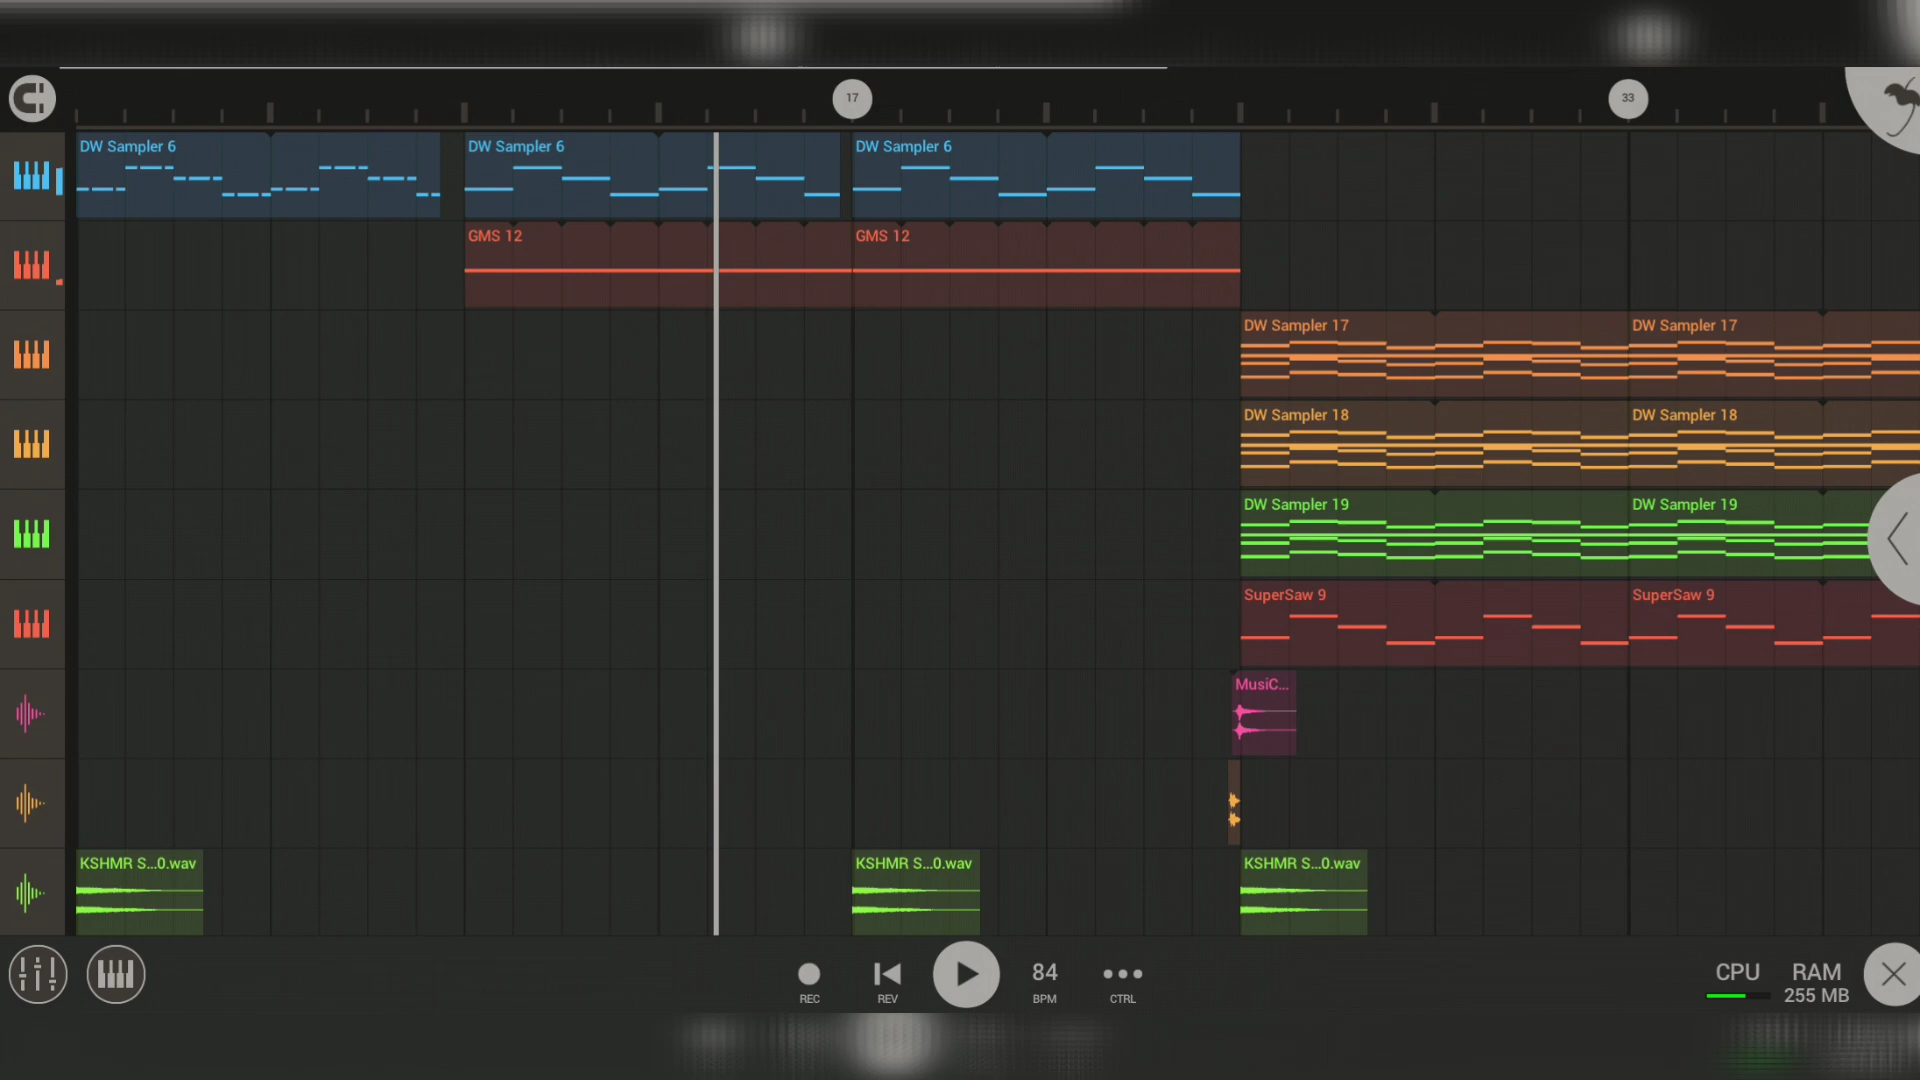 17
33
DW Sampler 6
DW Sampler 6
DW Sampler 6
GMS 12
GMS 12
DW Sampler 17
DW Sampler 17
DW Sampler 18
DW Sampler 18
DW Sampler 19
DW Sampler 19
SuperSaw 9
SuperSaw 9
MusiC...
KSHMR S...0.wav
KSHMR S...0.wav
KSHMR S...0.wav
REC
REV
84
BPM
CTRL
CPU
RAM
255 MB